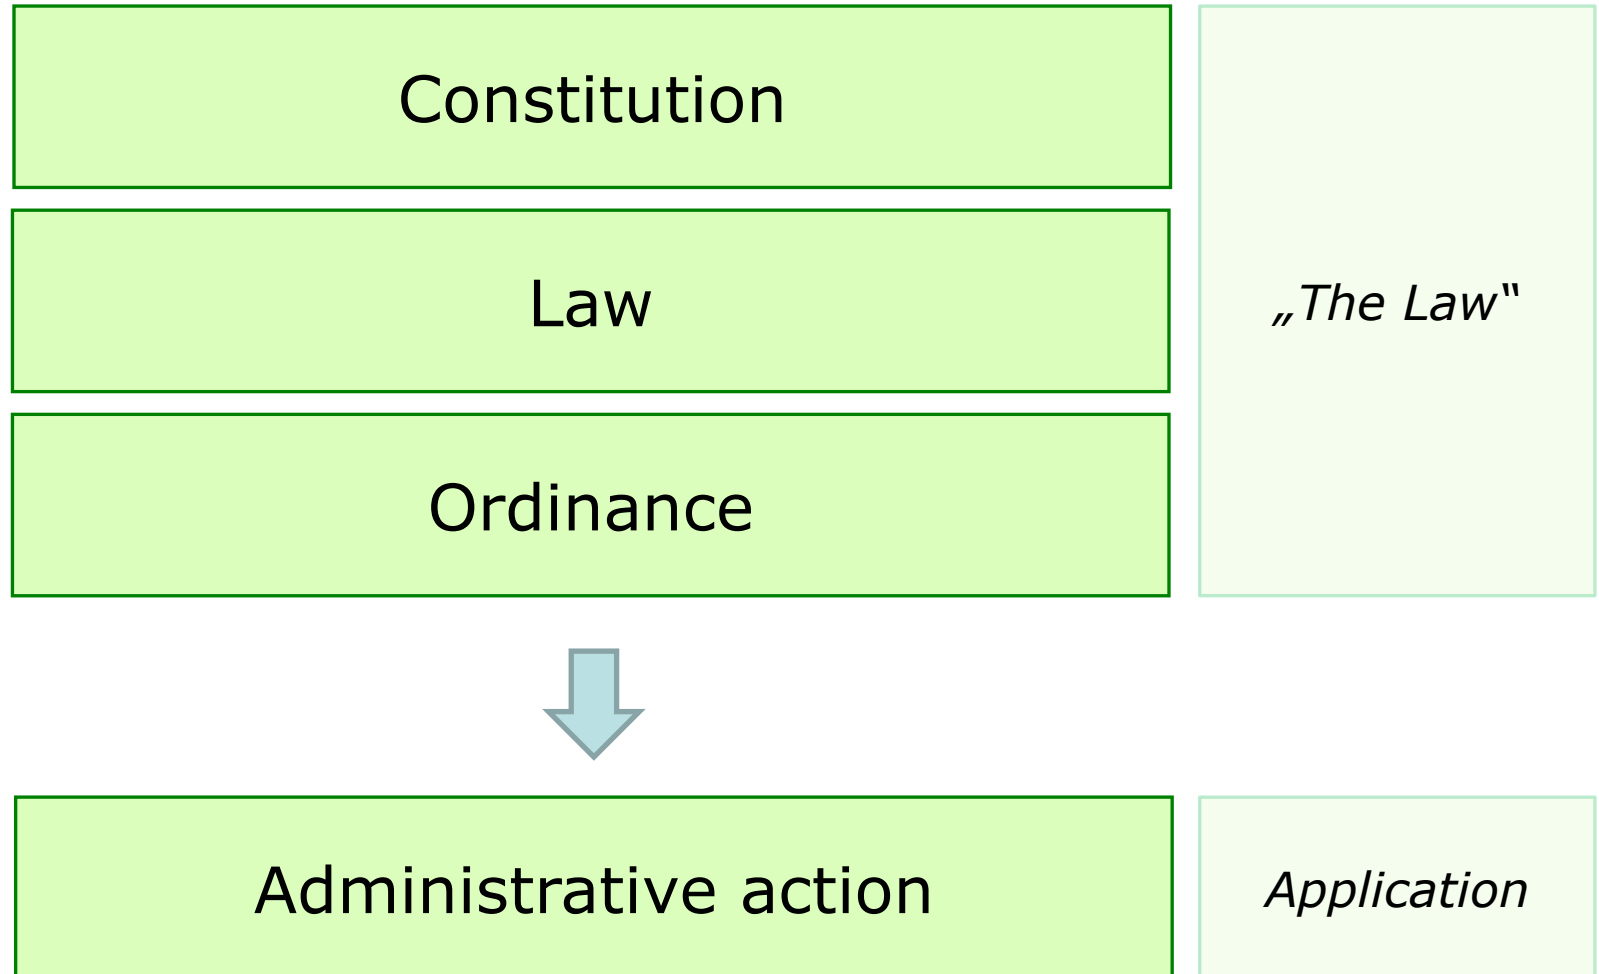 Constitution
Law
„The Law“
Ordinance
Administrative action
Application